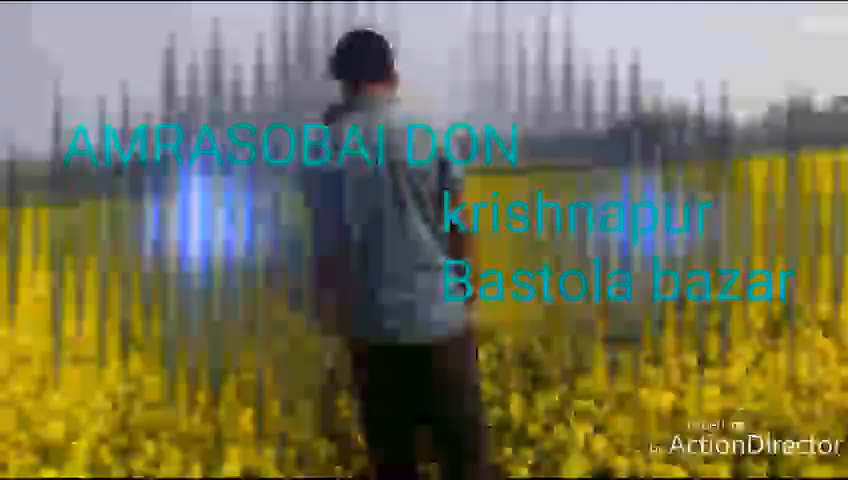 AMRASOBAI DON
krishnapur
Bastola bazar
ActionDirector